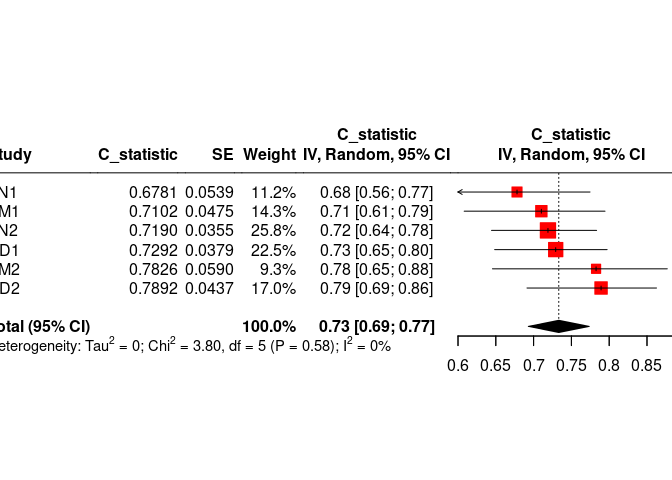 C_statistic C_statistic
tudy C_statistic SE Weight IV, Random, 95% CI IV, Random, 95% CI
N1 0.6781 0.0539 11.2% 0.68 [0.56; 0.77]
M1 0.7102 0.0475 14.3% 0.71 [0.61; 0.79]
N2 0.7190 0.0355 25.8% 0.72 [0.64; 0.78]
D1 0.7292 0.0379 22.5% 0.73 [0.65; 0.80]
M2 0.7826 0.0590 9.3% 0.78 [0.65; 0.88]
D2 0.7892 0.0437 17.0% 0.79 [0.69; 0.86]
otal (95% CI) 100.0% 0.73 [0.69; 0.77]
eterogeneity: Tau² = 0; Chi² = 3.80, df = 5 (P = 0.58); I² = 0%
0.6 0.65 0.7 0.75 0.8 0.85